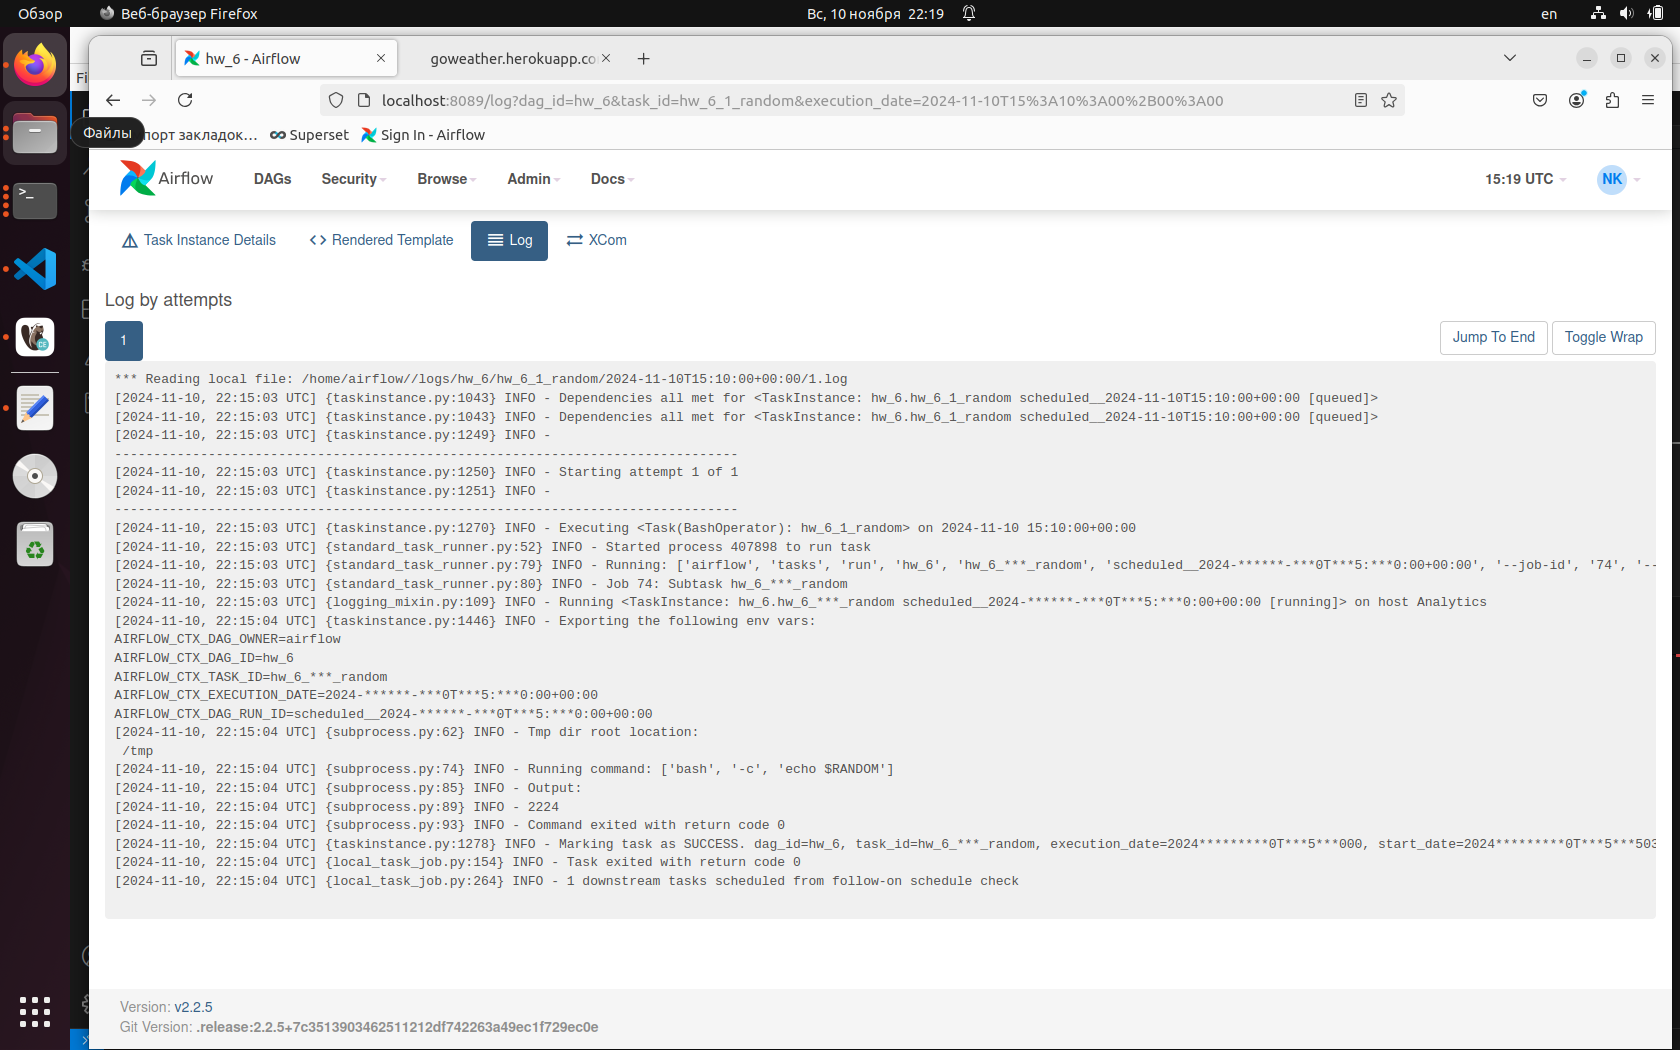 Обзор
Веб-браузер Firefox
Вс, 10 ноября 22:19
en
hw_6 - Airflow
goweather.herokuapp.co
Fi
localhost:8089/log?dag_id=hw_6&task_id=hw_6_1_random&execution_date=2024-11-10T15%3A10%3A00%2B00%3A00
Файлы
порт закладок…
Superset
Sign In - Airflow
Airflow
DAGs
Security
Browse
Admin
Docs
15:19 UTC
NK
Task Instance Details
Rendered Template
Log
XCom
Log by attempts
1
Jump To End
Toggle Wrap
*** Reading local file: /home/airflow//logs/hw_6/hw_6_1_random/2024-11-10T15:10:00+00:00/1.log
[2024-11-10, 22:15:03 UTC] {taskinstance.py:1043} INFO - Dependencies all met for <TaskInstance: hw_6.hw_6_1_random scheduled__2024-11-10T15:10:00+00:00 [queued]>
[2024-11-10, 22:15:03 UTC] {taskinstance.py:1043} INFO - Dependencies all met for <TaskInstance: hw_6.hw_6_1_random scheduled__2024-11-10T15:10:00+00:00 [queued]>
[2024-11-10, 22:15:03 UTC] {taskinstance.py:1249} INFO -
--------------------------------------------------------------------------------
[2024-11-10, 22:15:03 UTC] {taskinstance.py:1250} INFO - Starting attempt 1 of 1
[2024-11-10, 22:15:03 UTC] {taskinstance.py:1251} INFO -
--------------------------------------------------------------------------------
[2024-11-10, 22:15:03 UTC] {taskinstance.py:1270} INFO - Executing <Task(BashOperator): hw_6_1_random> on 2024-11-10 15:10:00+00:00
[2024-11-10, 22:15:03 UTC] {standard_task_runner.py:52} INFO - Started process 407898 to run task
[2024-11-10, 22:15:03 UTC] {standard_task_runner.py:79} INFO - Running: ['airflow', 'tasks', 'run', 'hw_6', 'hw_6_***_random', 'scheduled__2024-******-***0T***5:***0:00+00:00', '--job-id', '74', '--
[2024-11-10, 22:15:03 UTC] {standard_task_runner.py:80} INFO - Job 74: Subtask hw_6_***_random
[2024-11-10, 22:15:03 UTC] {logging_mixin.py:109} INFO - Running <TaskInstance: hw_6.hw_6_***_random scheduled__2024-******-***0T***5:***0:00+00:00 [running]> on host Analytics
[2024-11-10, 22:15:04 UTC] {taskinstance.py:1446} INFO - Exporting the following env vars:
AIRFLOW_CTX_DAG_OWNER=airflow
AIRFLOW_CTX_DAG_ID=hw_6
AIRFLOW_CTX_TASK_ID=hw_6_***_random
AIRFLOW_CTX_EXECUTION_DATE=2024-******-***0T***5:***0:00+00:00
AIRFLOW_CTX_DAG_RUN_ID=scheduled__2024-******-***0T***5:***0:00+00:00
[2024-11-10, 22:15:04 UTC] {subprocess.py:62} INFO - Tmp dir root location:
/tmp
[2024-11-10, 22:15:04 UTC] {subprocess.py:74} INFO - Running command: ['bash', '-c', 'echo $RANDOM']
[2024-11-10, 22:15:04 UTC] {subprocess.py:85} INFO - Output:
[2024-11-10, 22:15:04 UTC] {subprocess.py:89} INFO - 2224
[2024-11-10, 22:15:04 UTC] {subprocess.py:93} INFO - Command exited with return code 0
[2024-11-10, 22:15:04 UTC] {taskinstance.py:1278} INFO - Marking task as SUCCESS. dag_id=hw_6, task_id=hw_6_***_random, execution_date=2024*********0T***5***000, start_date=2024*********0T***5***503
[2024-11-10, 22:15:04 UTC] {local_task_job.py:154} INFO - Task exited with return code 0
[2024-11-10, 22:15:04 UTC] {local_task_job.py:264} INFO - 1 downstream tasks scheduled from follow-on schedule check
Version: v2.2.5
Git Version: .release:2.2.5+7c3513903462511212df742263a49ec1f729ec0e